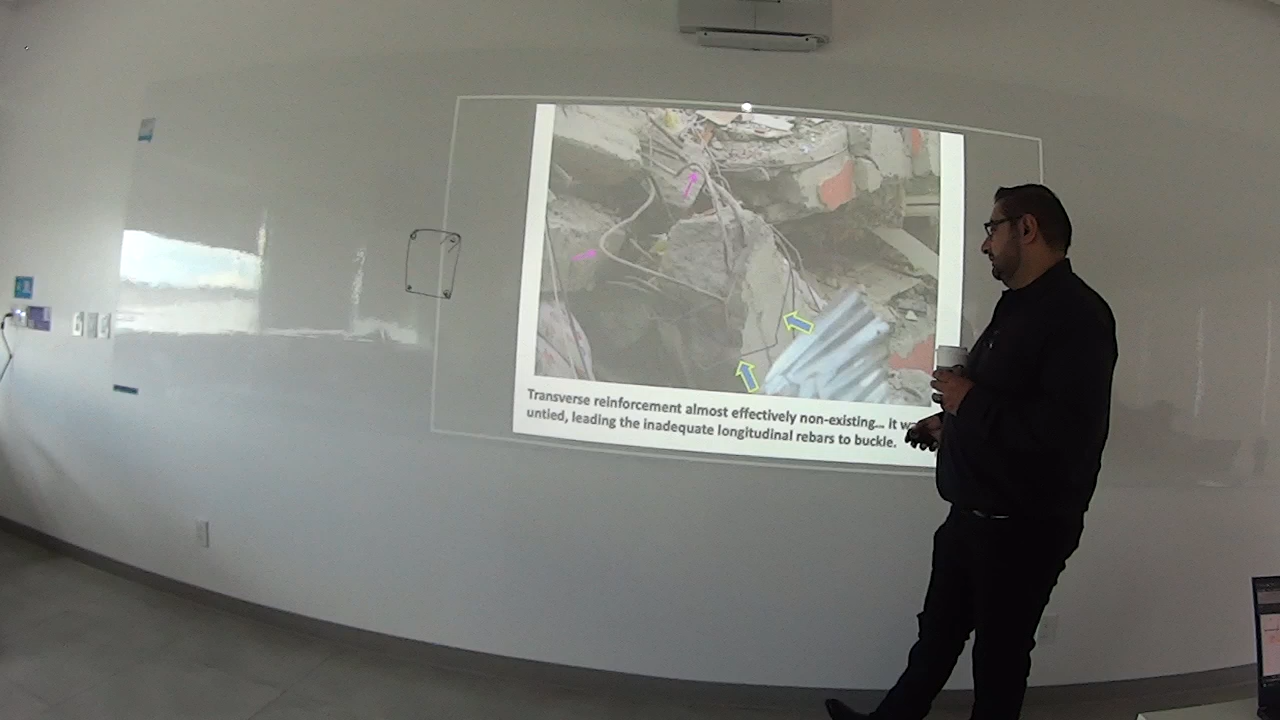 Transverse reinforcement almost effectively non-existing... it
untied, leading the inadequate longitudinal rebars to buckle.